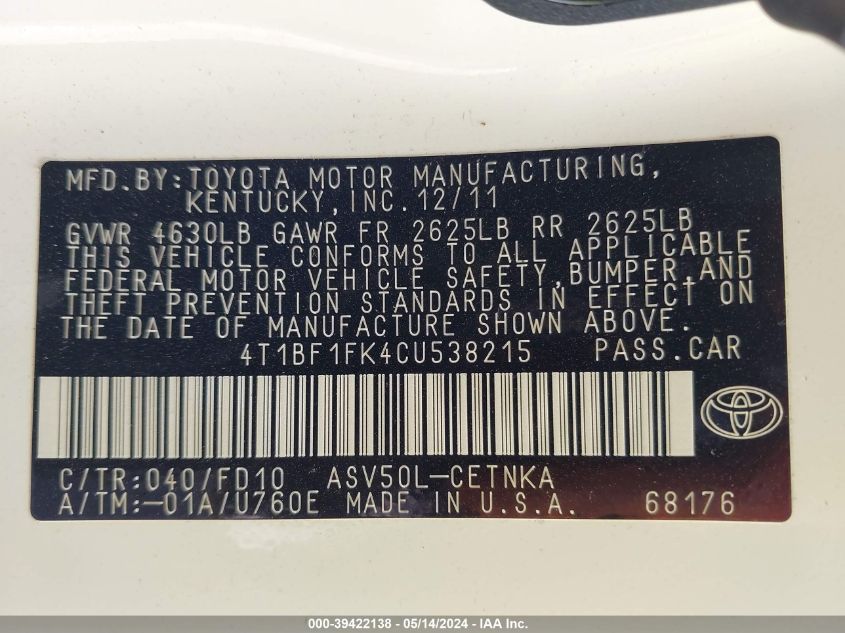 MFD.BY:TOYOTA MOTOR MANUFACTURING,
KENTUCKY,INC.12/11
GVWR 4630LB GAWR FR 2625LB RR 2625LB
THIS VEHICLE CONFORMS TO ALL APPLICABLE
FEDERAL MOTOR VEHICLE SAFETY,BUMPER,AND
THEFT PREVENTION STANDARDS IN EFFECT ON
THE DATE OF MANUFACTURE SHOWN ABOVE.
4T1BF1FK4CU538215 PASS.CAR
C/TR:040/FD10 ASV50L-CETNKA
A/TM:-01A/U760E MADE IN U.S.A. 68176
000-39422138 - 05/14/2024 - IAA Inc.